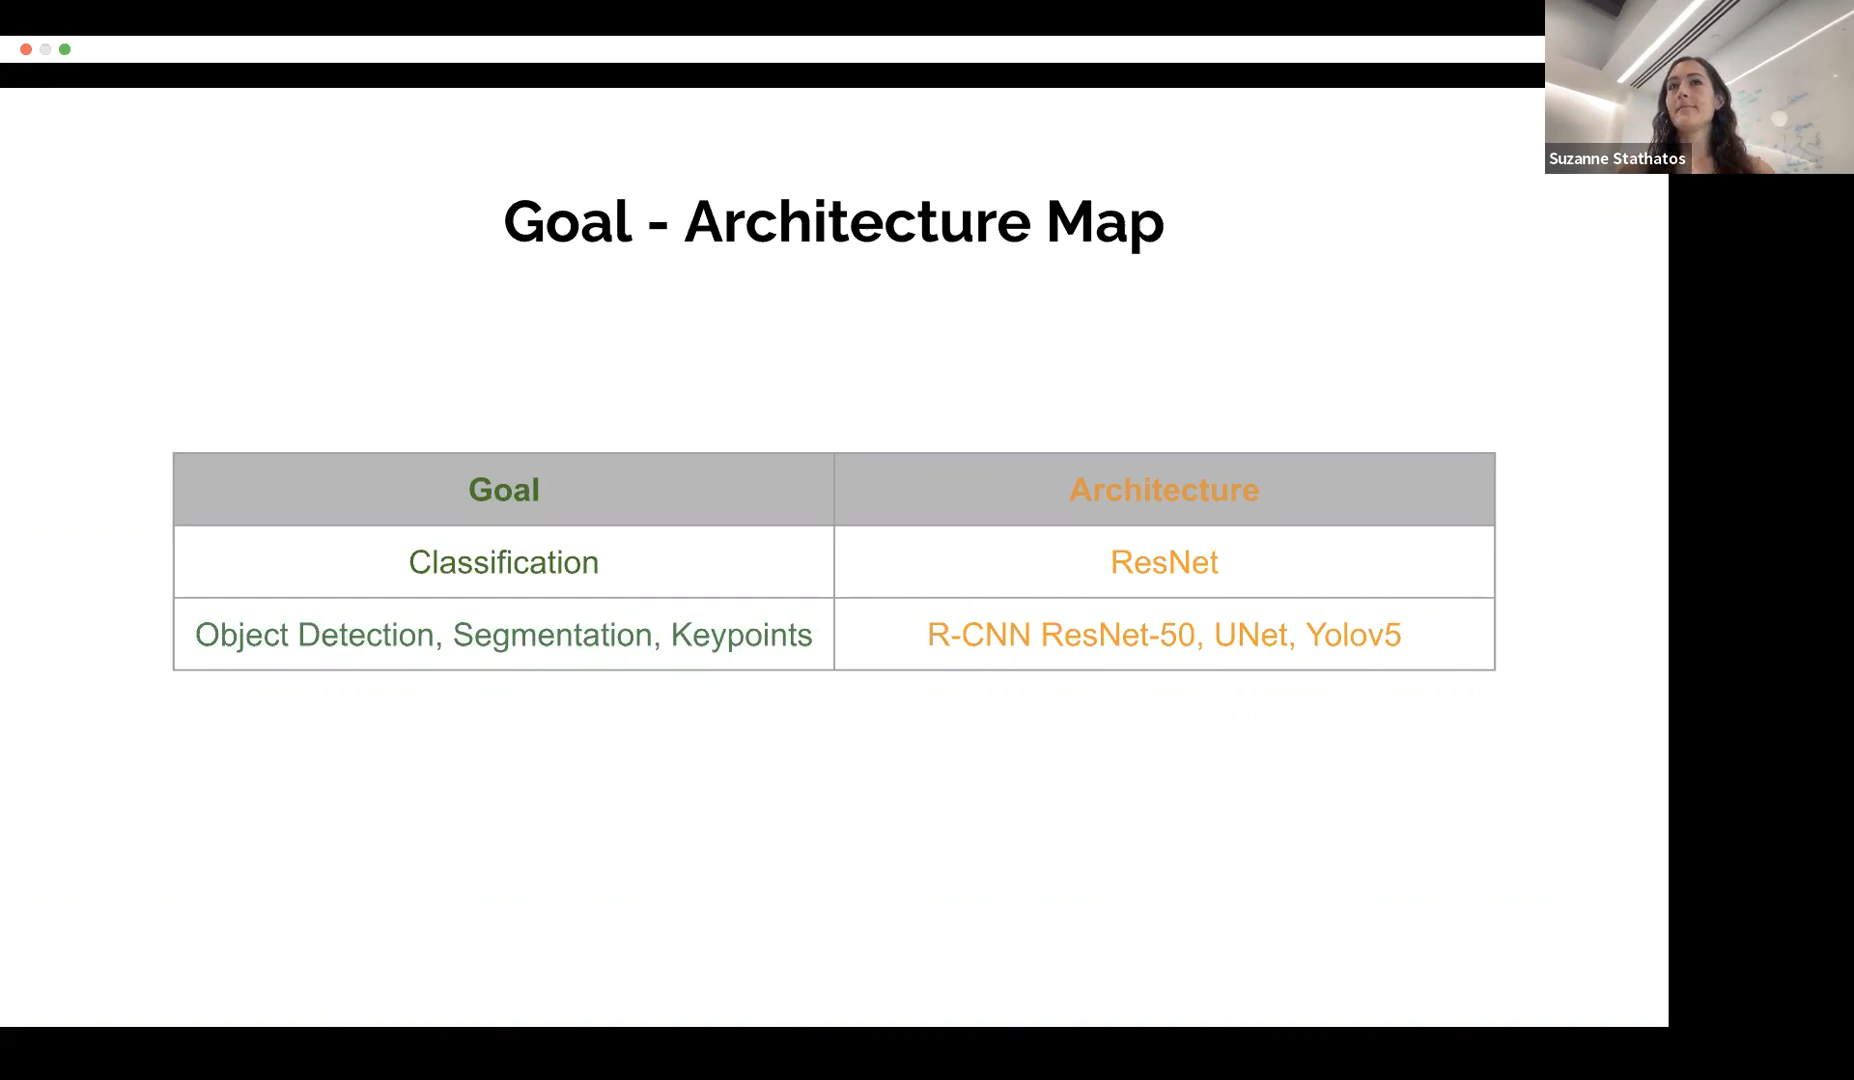 Suzanne Stathatos
Goal - Architecture Map
Goal Architecture
Classification ResNet
Object Detection, Segmentation, Keypoints R-CNN ResNet-50, UNet, Yolov5